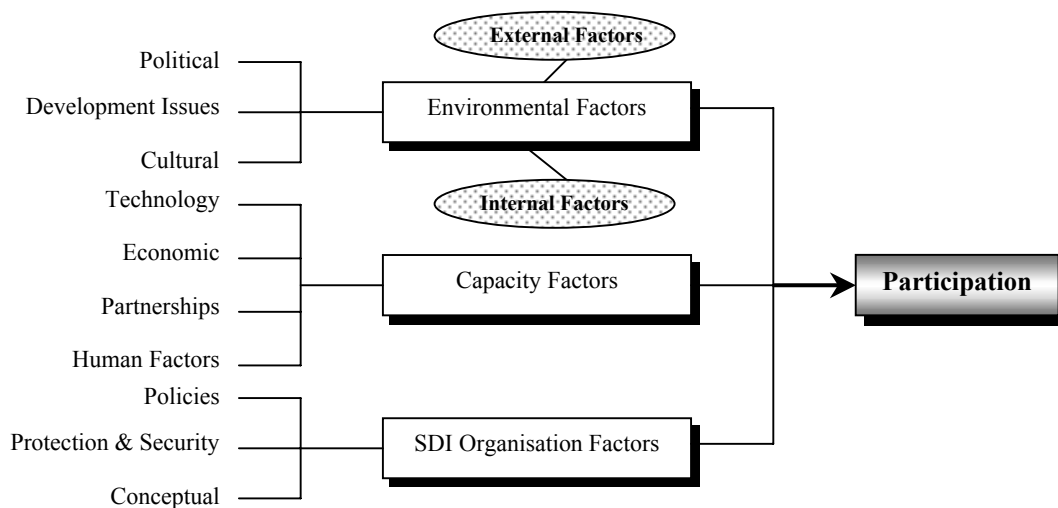 External Factors
Political
Development Issues
Cultural
Environmental Factors
Internal Factors
Technology
Economic
Partnerships
Human Factors
Capacity Factors
Participation
Policies
Protection & Security
Conceptual
SDI Organisation Factors